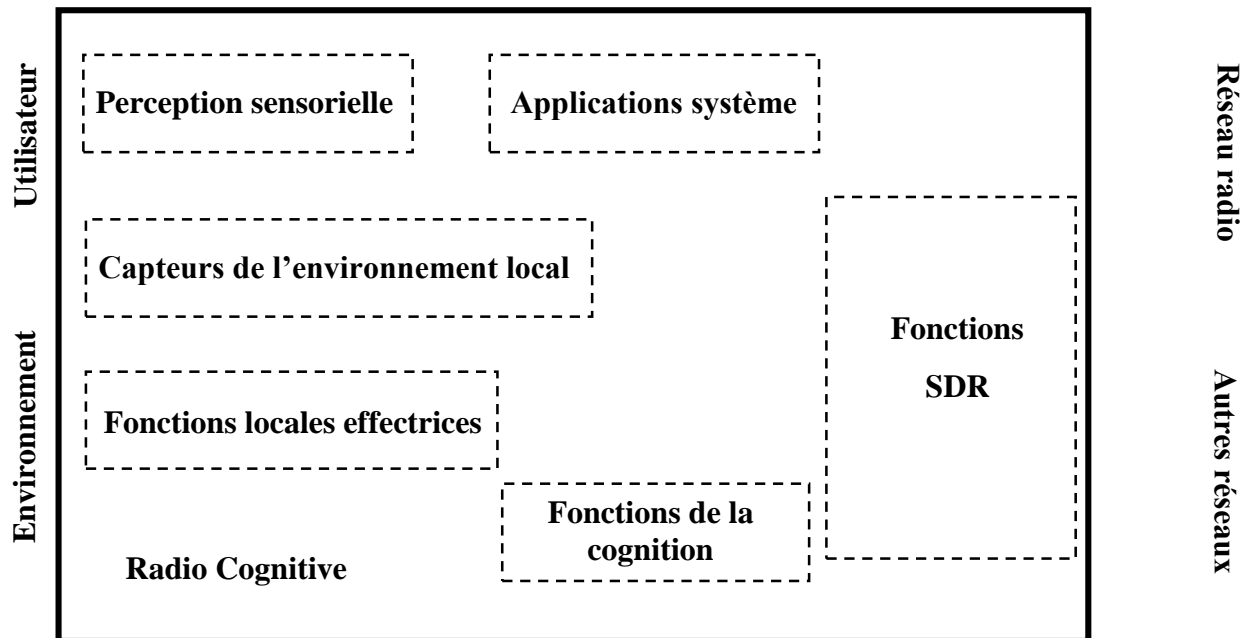 Utilisateur
Environnement
Perception sensorielle
Applications système
Capteurs de l’environnement local
Fonctions locales effectrices
Fonctions de la
cognition
Radio Cognitive
Fonctions
SDR
Réseau radio
Autres réseaux